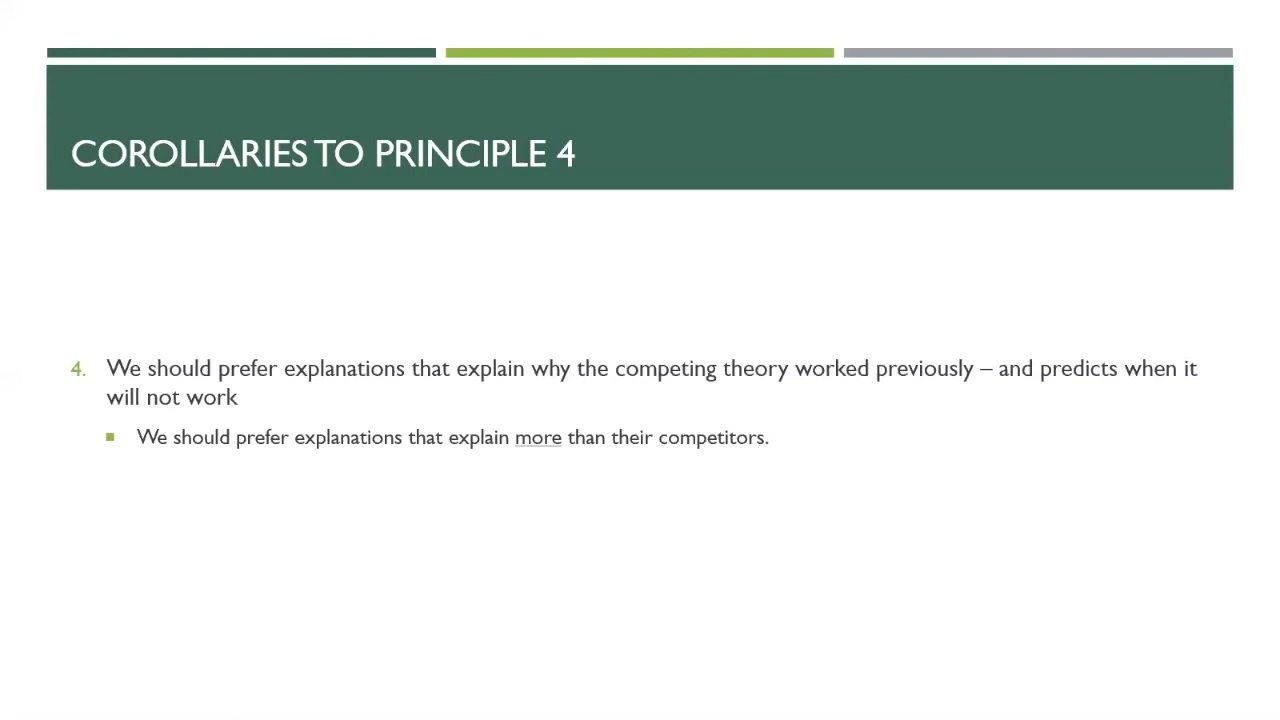 COROLLARIES TO PRINCIPLE 4
4. We should prefer explanations that explain why the competing theory worked previously – and predicts when it
will not work
■ We should prefer explanations that explain more than their competitors.